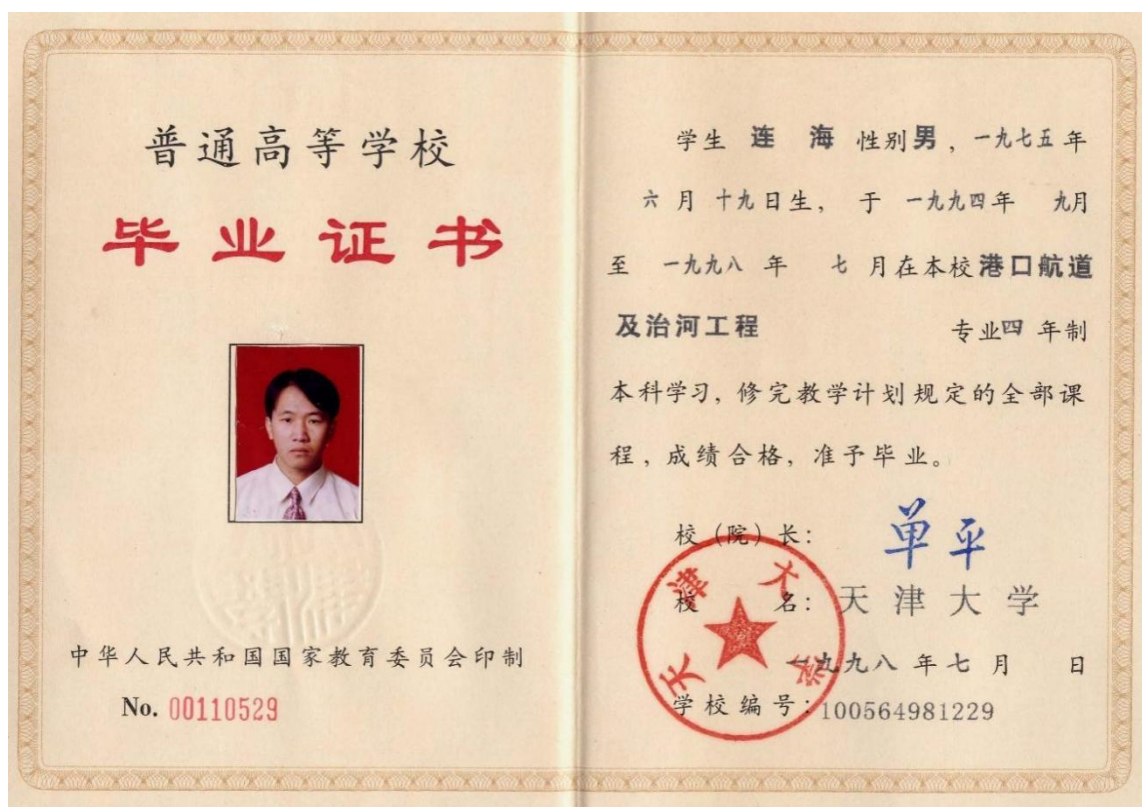 普通高等学校
毕业证书
中华人民共和国国家教育委员会印制
No. 00110529
学生 连 海 性别 男，一九七五年
六月十九日生，于 一九九四年 九月
至 一九九八年 七月在本校 港口航道
及治河工程 专业 四 年制
本科学习，修完教学计划规定的全部课
程，成绩合格，准予毕业。
校（院）长： 单平
校 名：天津大学
一九九八年七月 日
学校编号：100564981229
天津大学